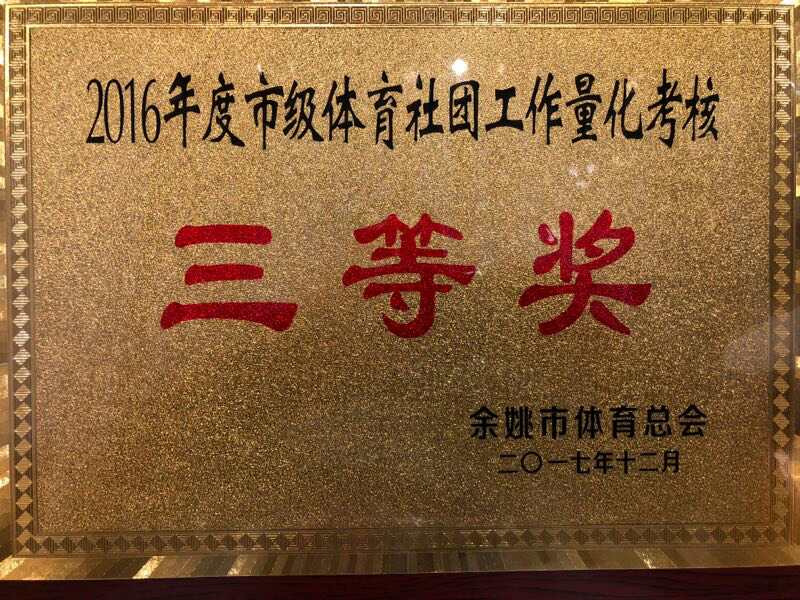 2016年度市级体育社团工作量化考核
三等奖
余姚市体育总会
二〇一七年十二月